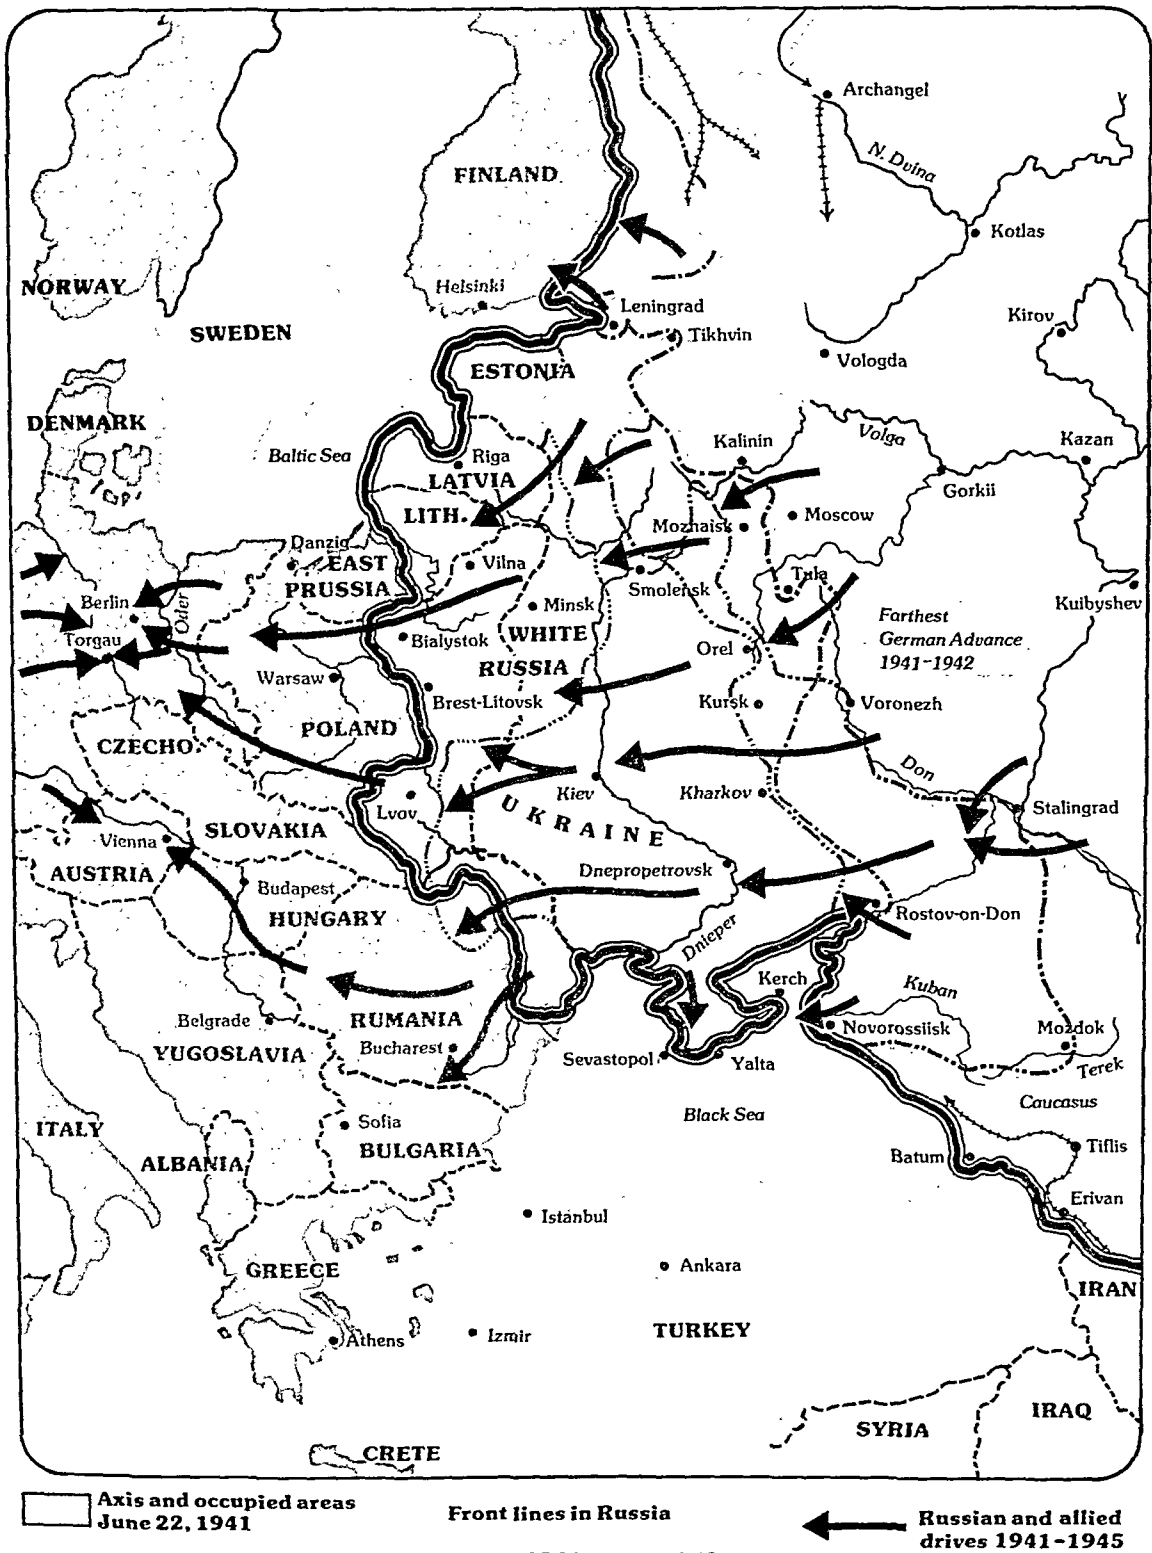 Archangel
N. Dvina
FINLAND
Kotlas
NORWAY
Helsinki
Leningrad
Kirov
SWEDEN
Tikhvin
Vologda
ESTONIA
DENMARK
Baltic Sea
Riga
Kalinin
Volga
Kazan
LATVIA
Gorkii
LITH.
Mozhaisk
Moscow
Danzig
EAST
PRUSSIA
Vilna
Smolensk
Tula
Berlin
Oder
Minsk
Kuibyshev
Torgau
Bialystok
WHITE
RUSSIA
Orel
Farthest
German Advance
1941-1942
Warsaw
Brest-Litovsk
Kursk
Voronezh
POLAND
CZECHO.
Don
Kiev
Kharkov
Lvov
UKRAINE
Stalingrad
SLOVAKIA
Vienna
AUSTRIA
Dnepropetrovsk
Budapest
HUNGARY
Rostov-on-Don
Dnieper
Kerch
Kuban
Belgrade
RUMANIA
Novorossiisk
Mozdok
YUGOSLAVIA
Bucharest
Sevastopol
Yalta
Terek
Caucasus
Black Sea
ITALY
Sofia
BULGARIA
ALBANIA
Batum
Tiflis
Erivan
Istanbul
GREECE
Ankara
IRAN
Athens
Izmir
TURKEY
SYRIA
IRAQ
CRETE
Axis and occupied areas
June 22, 1941
Front lines in Russia
Russian and allied
drives 1941-1945